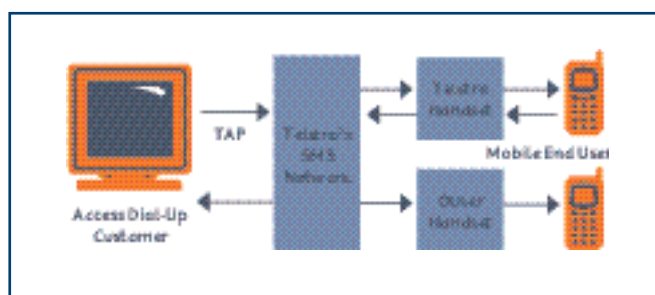 TAP
Telstra's
SMS
Network
Telstra
Handset
Mobile End User
Other
Handset
Access Dial-Up
Customer